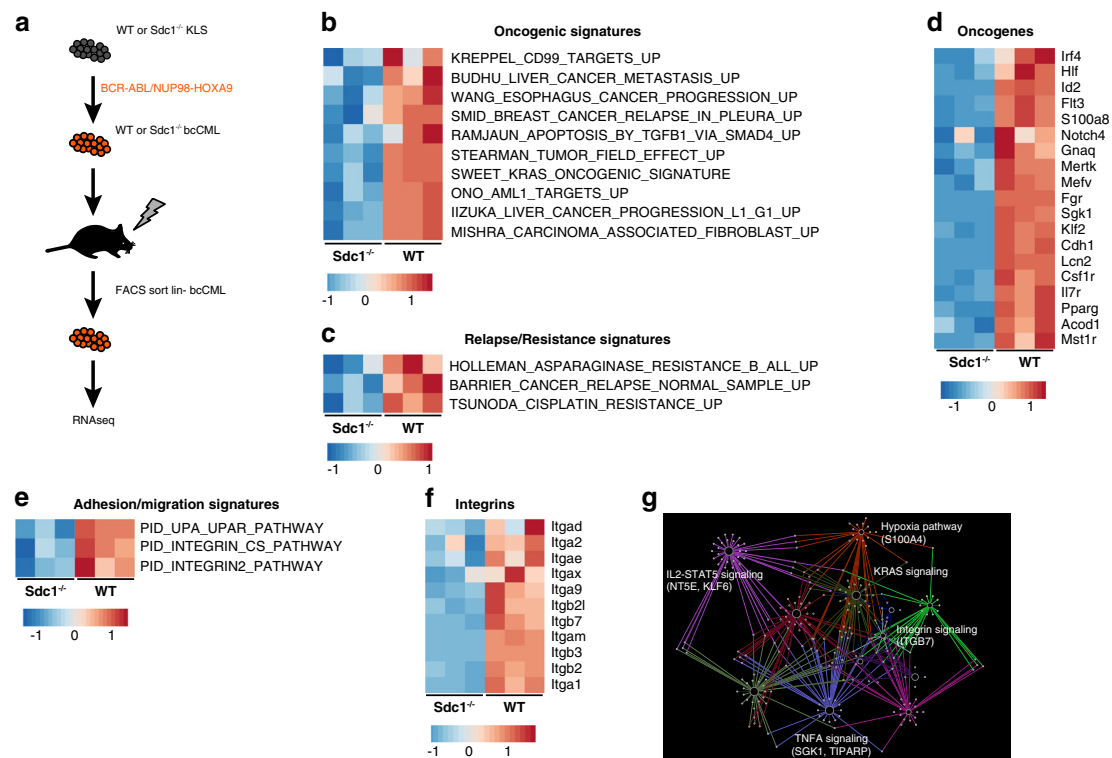 a
WT or Sdc1-/- KLS
BCR-ABL/NUP98-HOXA9
WT or Sdc1-/- bcCML
FACS sort lin- bcCML
RNAseq
b
Oncogenic signatures
KREPPEL_CD99_TARGETS_UP
BUDHU_LIVER_CANCER_METASTASIS_UP
WANG_ESOPHAGUS_CANCER_PROGRESSION_UP
SMID_BREAST_CANCER_RELAPSE_IN_PLEURA_UP
RAMJAUN_APOPTOSIS_BY_TGFB1_VIA_SMAD4_UP
STEARMAN_TUMOR_FIELD_EFFECT_UP
SWEET_KRAS_ONCOGENIC_SIGNATURE
ONO_AML1_TARGETS_UP
IIZUKA_LIVER_CANCER_PROGRESSION_L1_G1_UP
MISHRA_CARCINOMA_ASSOCIATED_FIBROBLAST_UP
Sdc1-/- WT
-1 0 1
c
Relapse/Resistance signatures
HOLLEMAN_ASPARAGINASE_RESISTANCE_B_ALL_UP
BARRIER_CANCER_RELAPSE_NORMAL_SAMPLE_UP
TSUNODA_CISPLATIN_RESISTANCE_UP
Sdc1-/- WT
-1 0 1
d
Oncogenes
Irf4
Hlf
Id2
Flt3
S100a8
Notch4
Gnaq
Mertk
Mefv
Fgr
Sgk1
Klf2
Cdh1
Lcn2
Csf1r
Il7r
Pparg
Acod1
Mst1r
Sdc1-/- WT
-1 0 1
e
Adhesion/migration signatures
PID_UPA_UPAR_PATHWAY
PID_INTEGRIN_CS_PATHWAY
PID_INTEGRIN2_PATHWAY
Sdc1-/- WT
-1 0 1
f
Integrins
Itgad
Itga2
Itgae
Itgax
Itga9
Itgb2l
Itgb7
Itgam
Itgb3
Itgb2
Itga1
Sdc1-/- WT
-1 0 1
g
Hypoxia pathway
(S100A4)
KRAS signaling
IL2-STAT5 signaling
(NT5E, KLF6)
Integrin signaling
(ITGB7)
TNFA signaling
(SGK1, TIPARP)